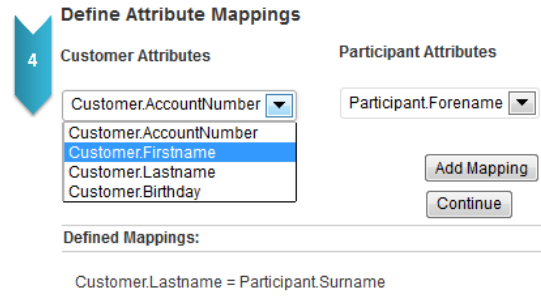 Define Attribute Mappings
4
Customer Attributes
Participant Attributes
Customer.AccountNumber
Participant.Forename
Customer.AccountNumber
Customer.Firstname
Customer.Lastname
Customer.Birthday
Add Mapping
Continue
Defined Mappings:
Customer.Lastname = Participant.Surname